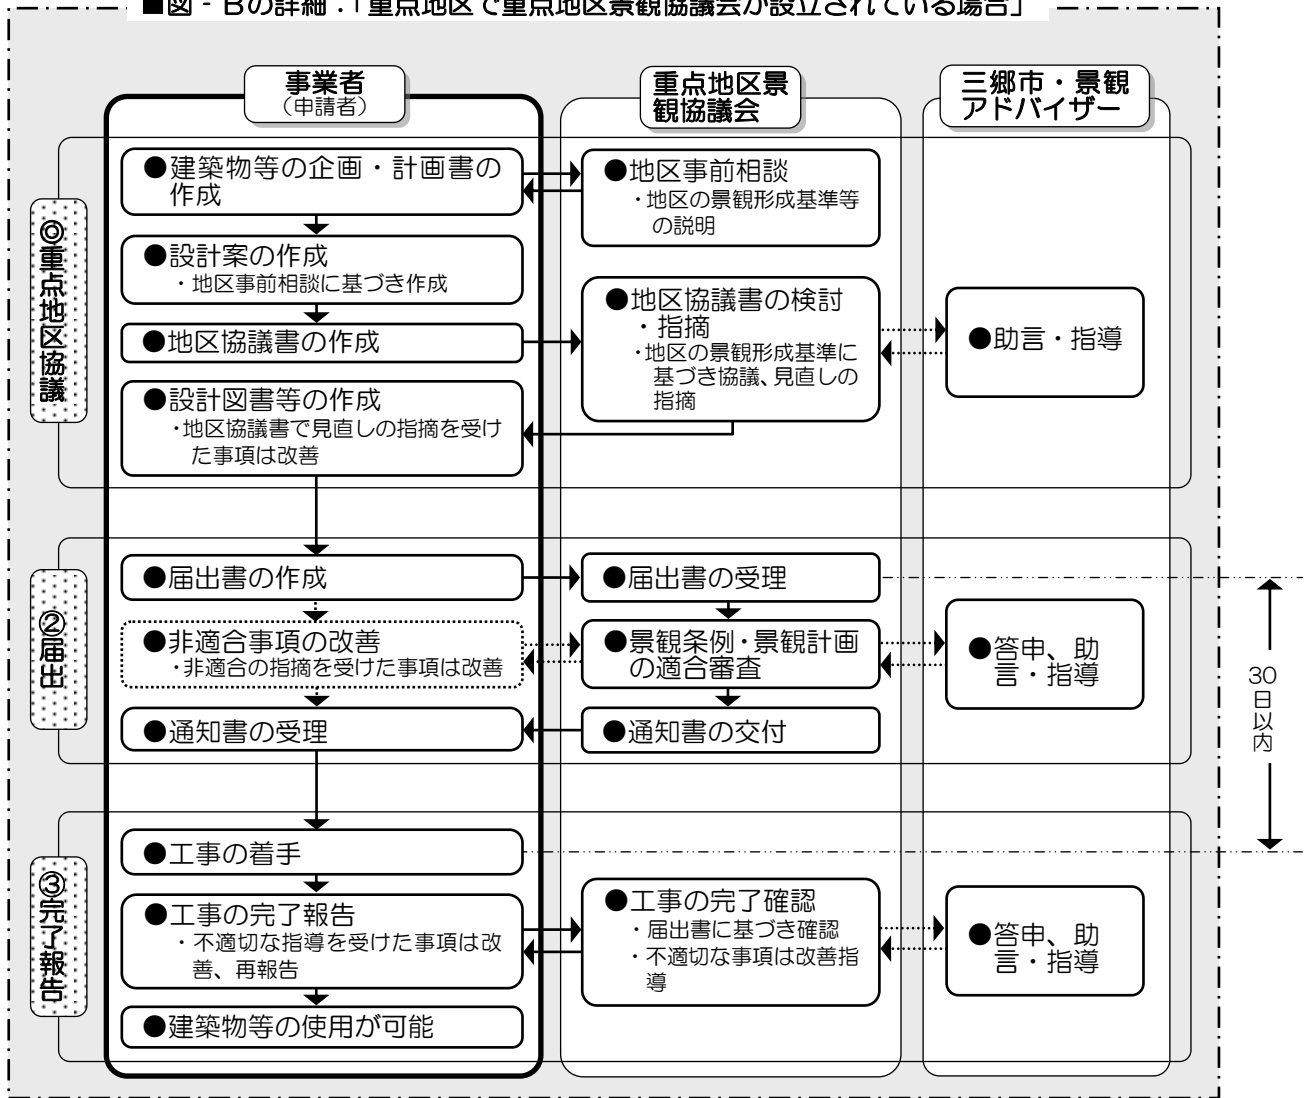 ■図‐Bの詳細：「重点地区で重点地区景観協議会が設立されている場合」
事業者
（申請者）
重点地区景
観協議会
三郷市・景観
アドバイザー
◎重点地区協議
●建築物等の企画・計画書の
作成
●地区事前相談
・地区の景観形成基準等
の説明
●設計案の作成
・地区事前相談に基づき作成
●地区協議書の作成
●地区協議書の検討
・指摘
・地区の景観形成基準に
基づき協議、見直しの
指摘
●助言・指導
●設計図書等の作成
・地区協議書で見直しの指摘を受け
た事項は改善
②届出
●届出書の作成
●届出書の受理
●非適合事項の改善
・非適合の指摘を受けた事項は改善
●景観条例・景観計画
の適合審査
●答申、助
言・指導
●通知書の受理
●通知書の交付
30
日以内
③完了報告
●工事の着手
●工事の完了報告
・不適切な指導を受けた事項は改
善、再報告
●工事の完了確認
・届出書に基づき確認
・不適切な事項は改善指
導
●答申、助
言・指導
●建築物等の使用が可能